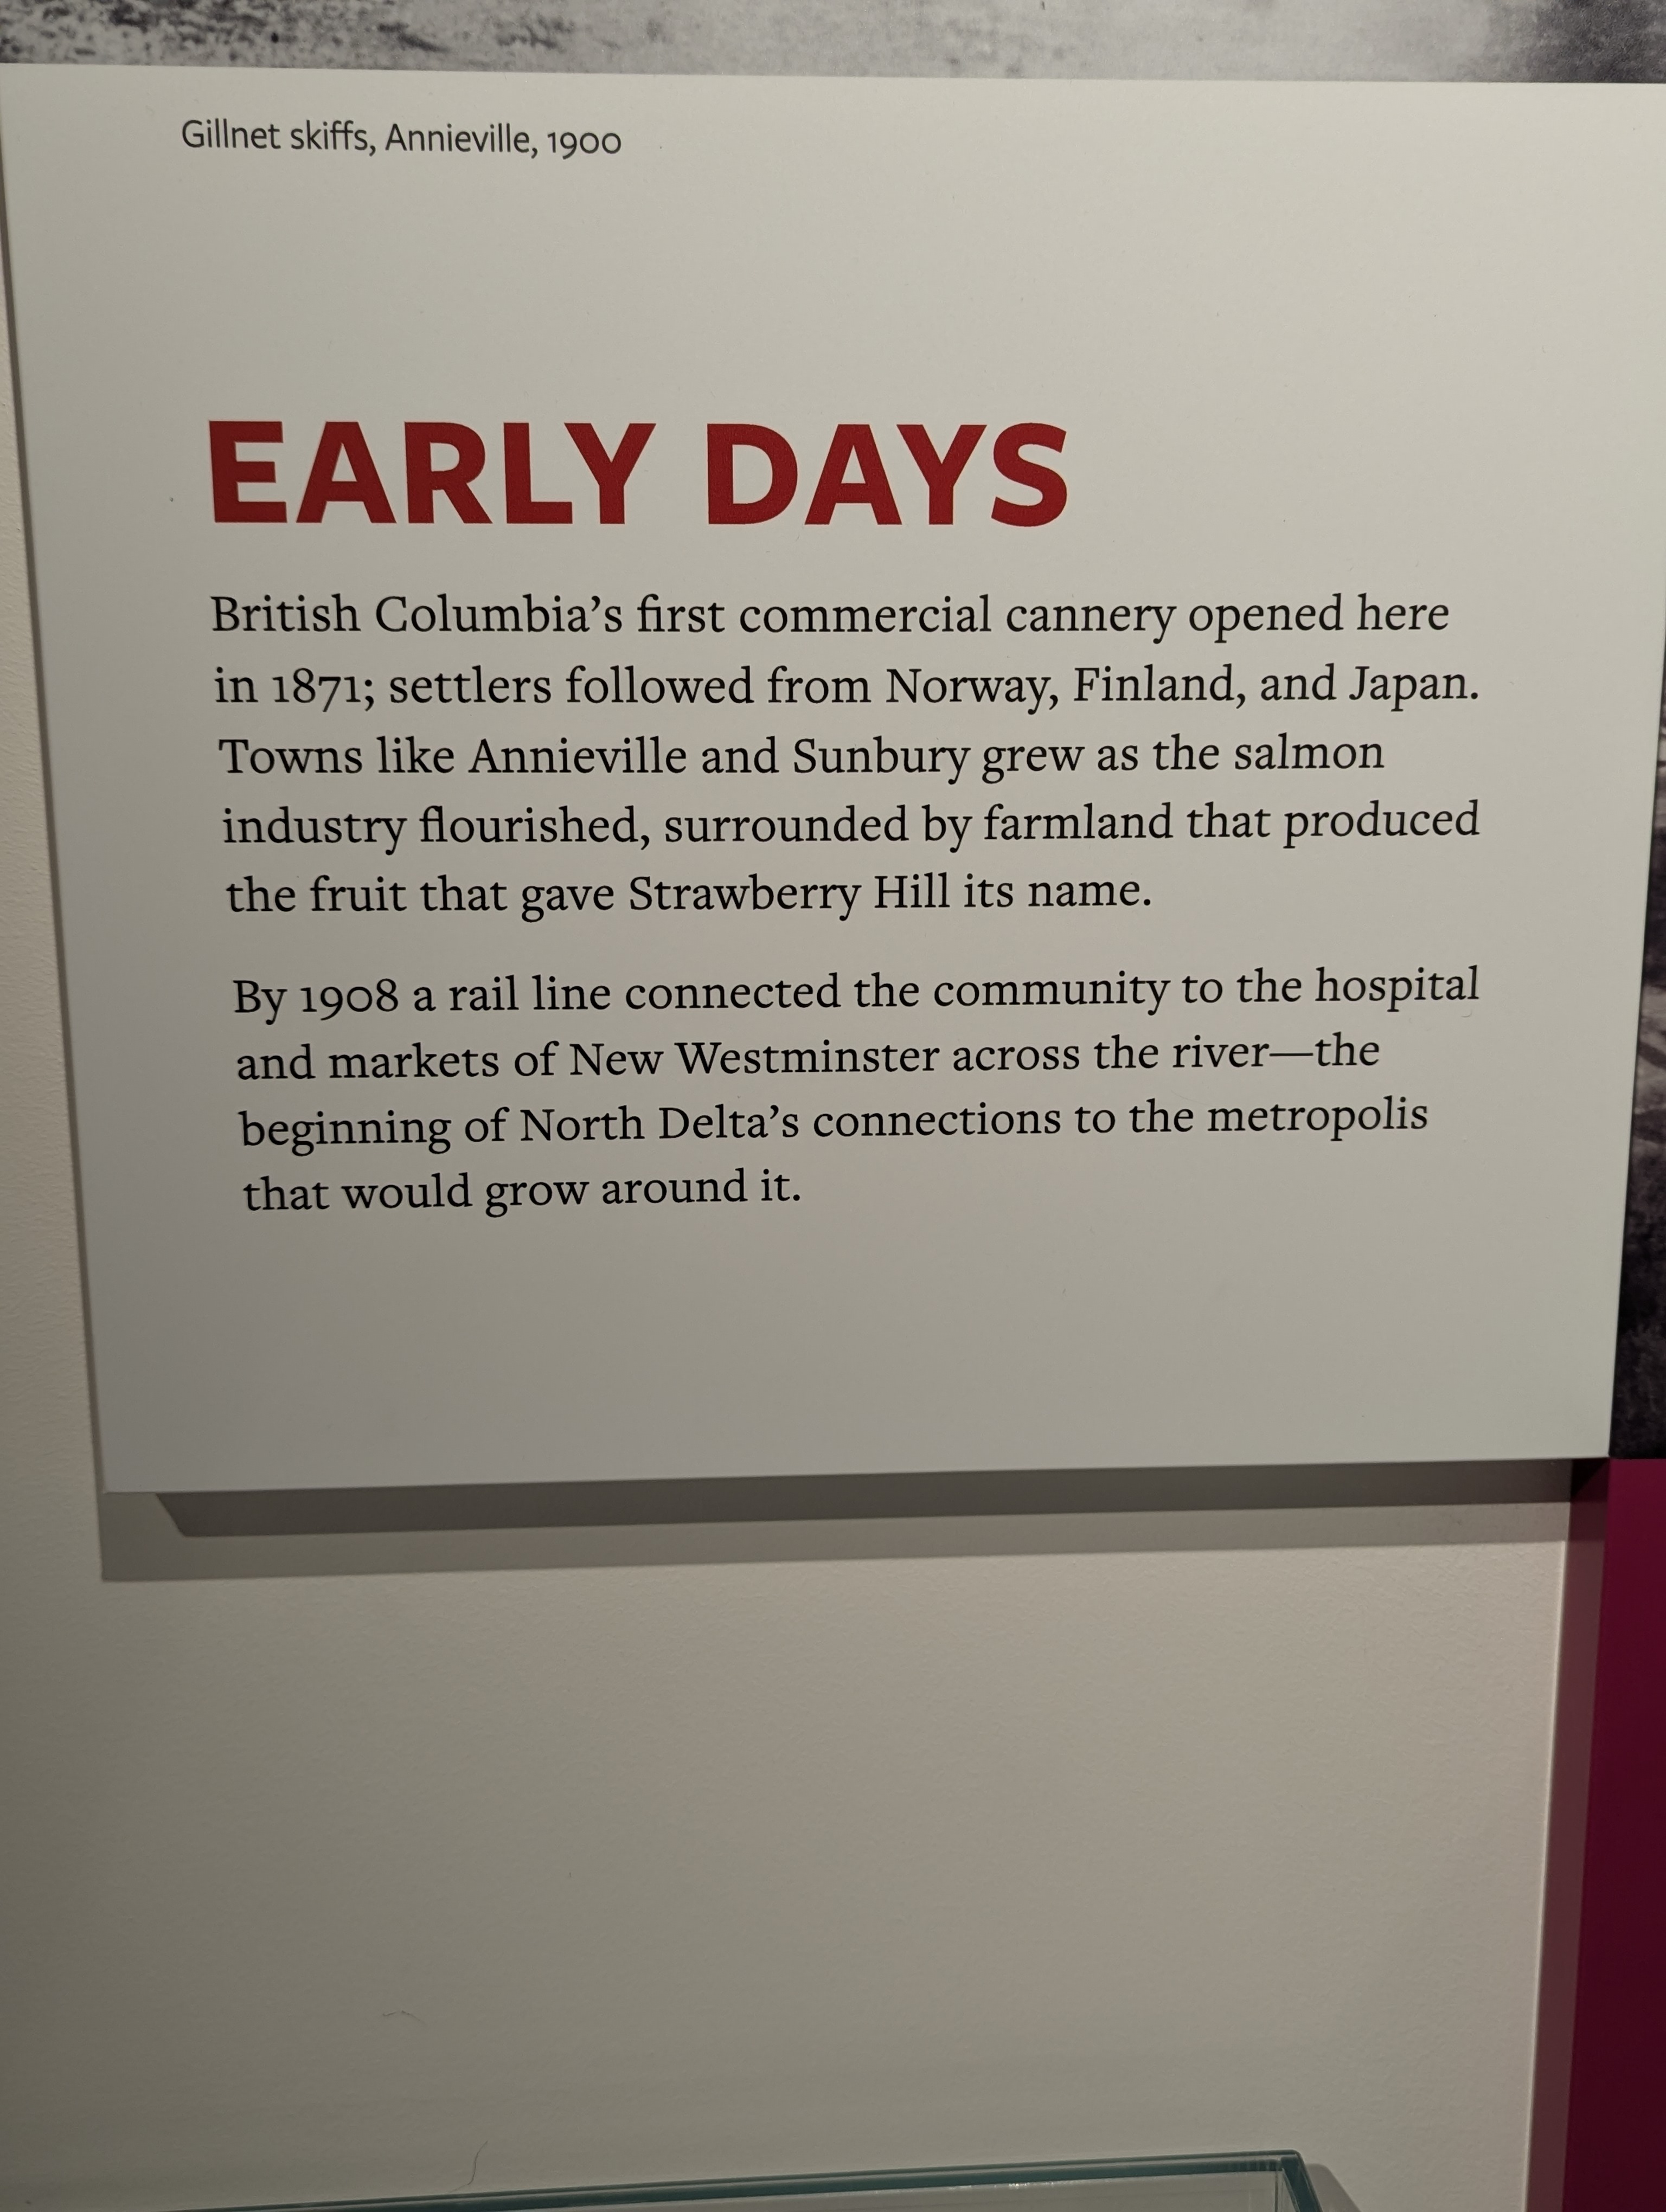 Gillnet skiffs, Annieville, 1900
EARLY DAYS
British Columbia’s first commercial cannery opened here
in 1871; settlers followed from Norway, Finland, and Japan.
Towns like Annieville and Sunbury grew as the salmon
industry flourished, surrounded by farmland that produced
the fruit that gave Strawberry Hill its name.
By 1908 a rail line connected the community to the hospital
and markets of New Westminster across the river—the
beginning of North Delta’s connections to the metropolis
that would grow around it.